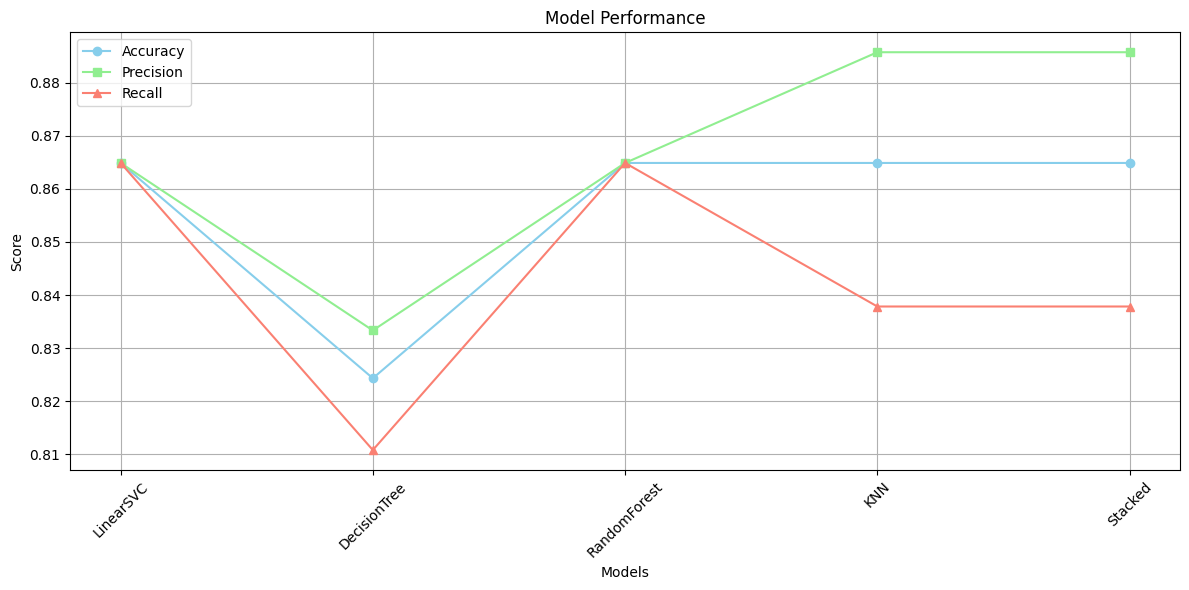 Model Performance
Accuracy
Precision
Recall
Score
0.88
0.87
0.86
0.85
0.84
0.83
0.82
0.81
LinearSVC
DecisionTree
RandomForest
KNN
Stacked
Models